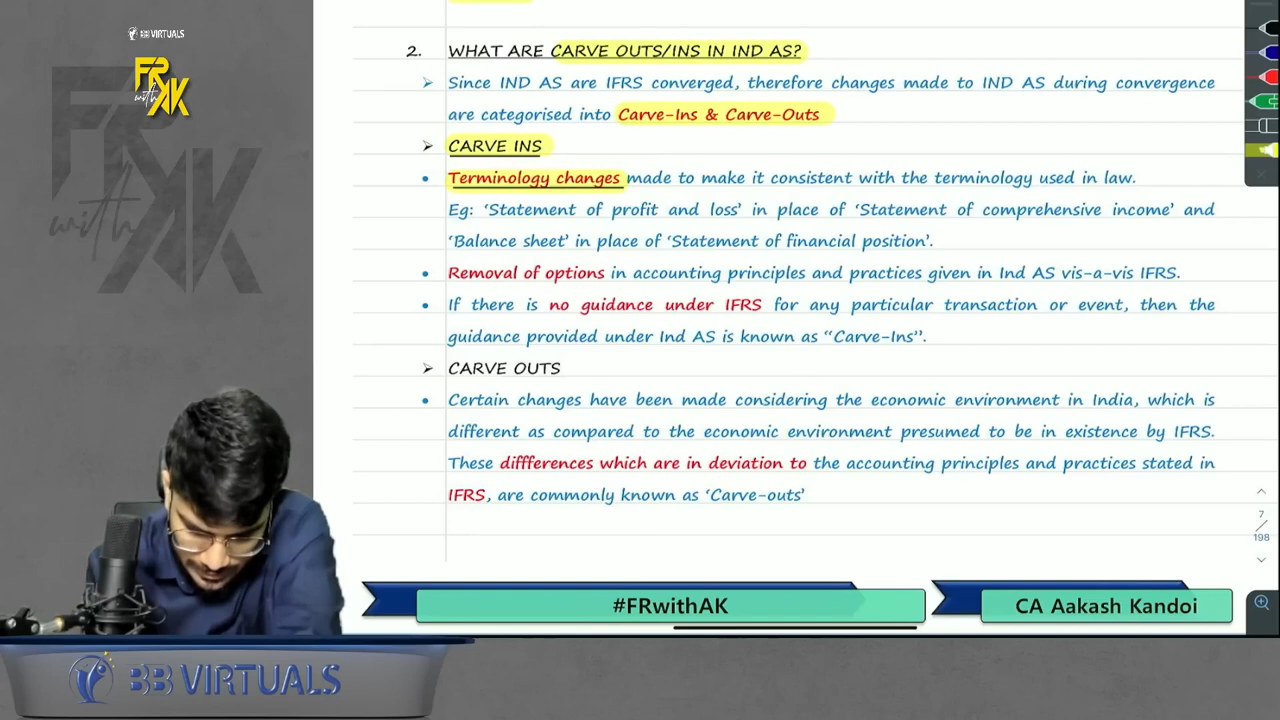 BB VIRTUALS
FR
with
AK
FR
with
AK
2. WHAT ARE CARVE OUTS/INS IN IND AS?
➢ Since IND AS are IFRS converged, therefore changes made to IND AS during convergence
are categorised into Carve-Ins & Carve-Outs
➢ CARVE INS
• Terminology changes made to make it consistent with the terminology used in law.
Eg: ‘Statement of profit and loss’ in place of ‘Statement of comprehensive income’ and
‘Balance sheet’ in place of ‘Statement of financial position’.
• Removal of options in accounting principles and practices given in Ind AS vis-a-vis IFRS.
• If there is no guidance under IFRS for any particular transaction or event, then the
guidance provided under Ind AS is known as “Carve-Ins”.
➢ CARVE OUTS
• Certain changes have been made considering the economic environment in India, which is
different as compared to the economic environment presumed to be in existence by IFRS.
These diffferences which are in deviation to the accounting principles and practices stated in
IFRS, are commonly known as ‘Carve-outs’
7
/
198
#FRwithAK
CA Aakash Kandoi
BB VIRTUALS